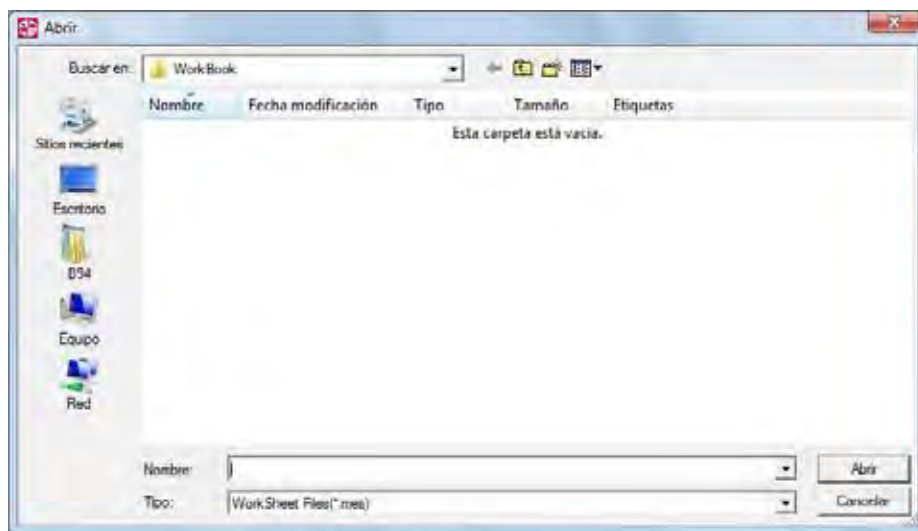 Abrir
Buscar en:
WorkBook
Nombre Fecha modificación Tipo Tamaño Etiquetas
Esta carpeta está vacía.
Sitios recientes
Escritorio
B94
Equipo
Red
Nombre:
Abrir
Tipo:
WorkSheet Files(*.mes)
Cancelar